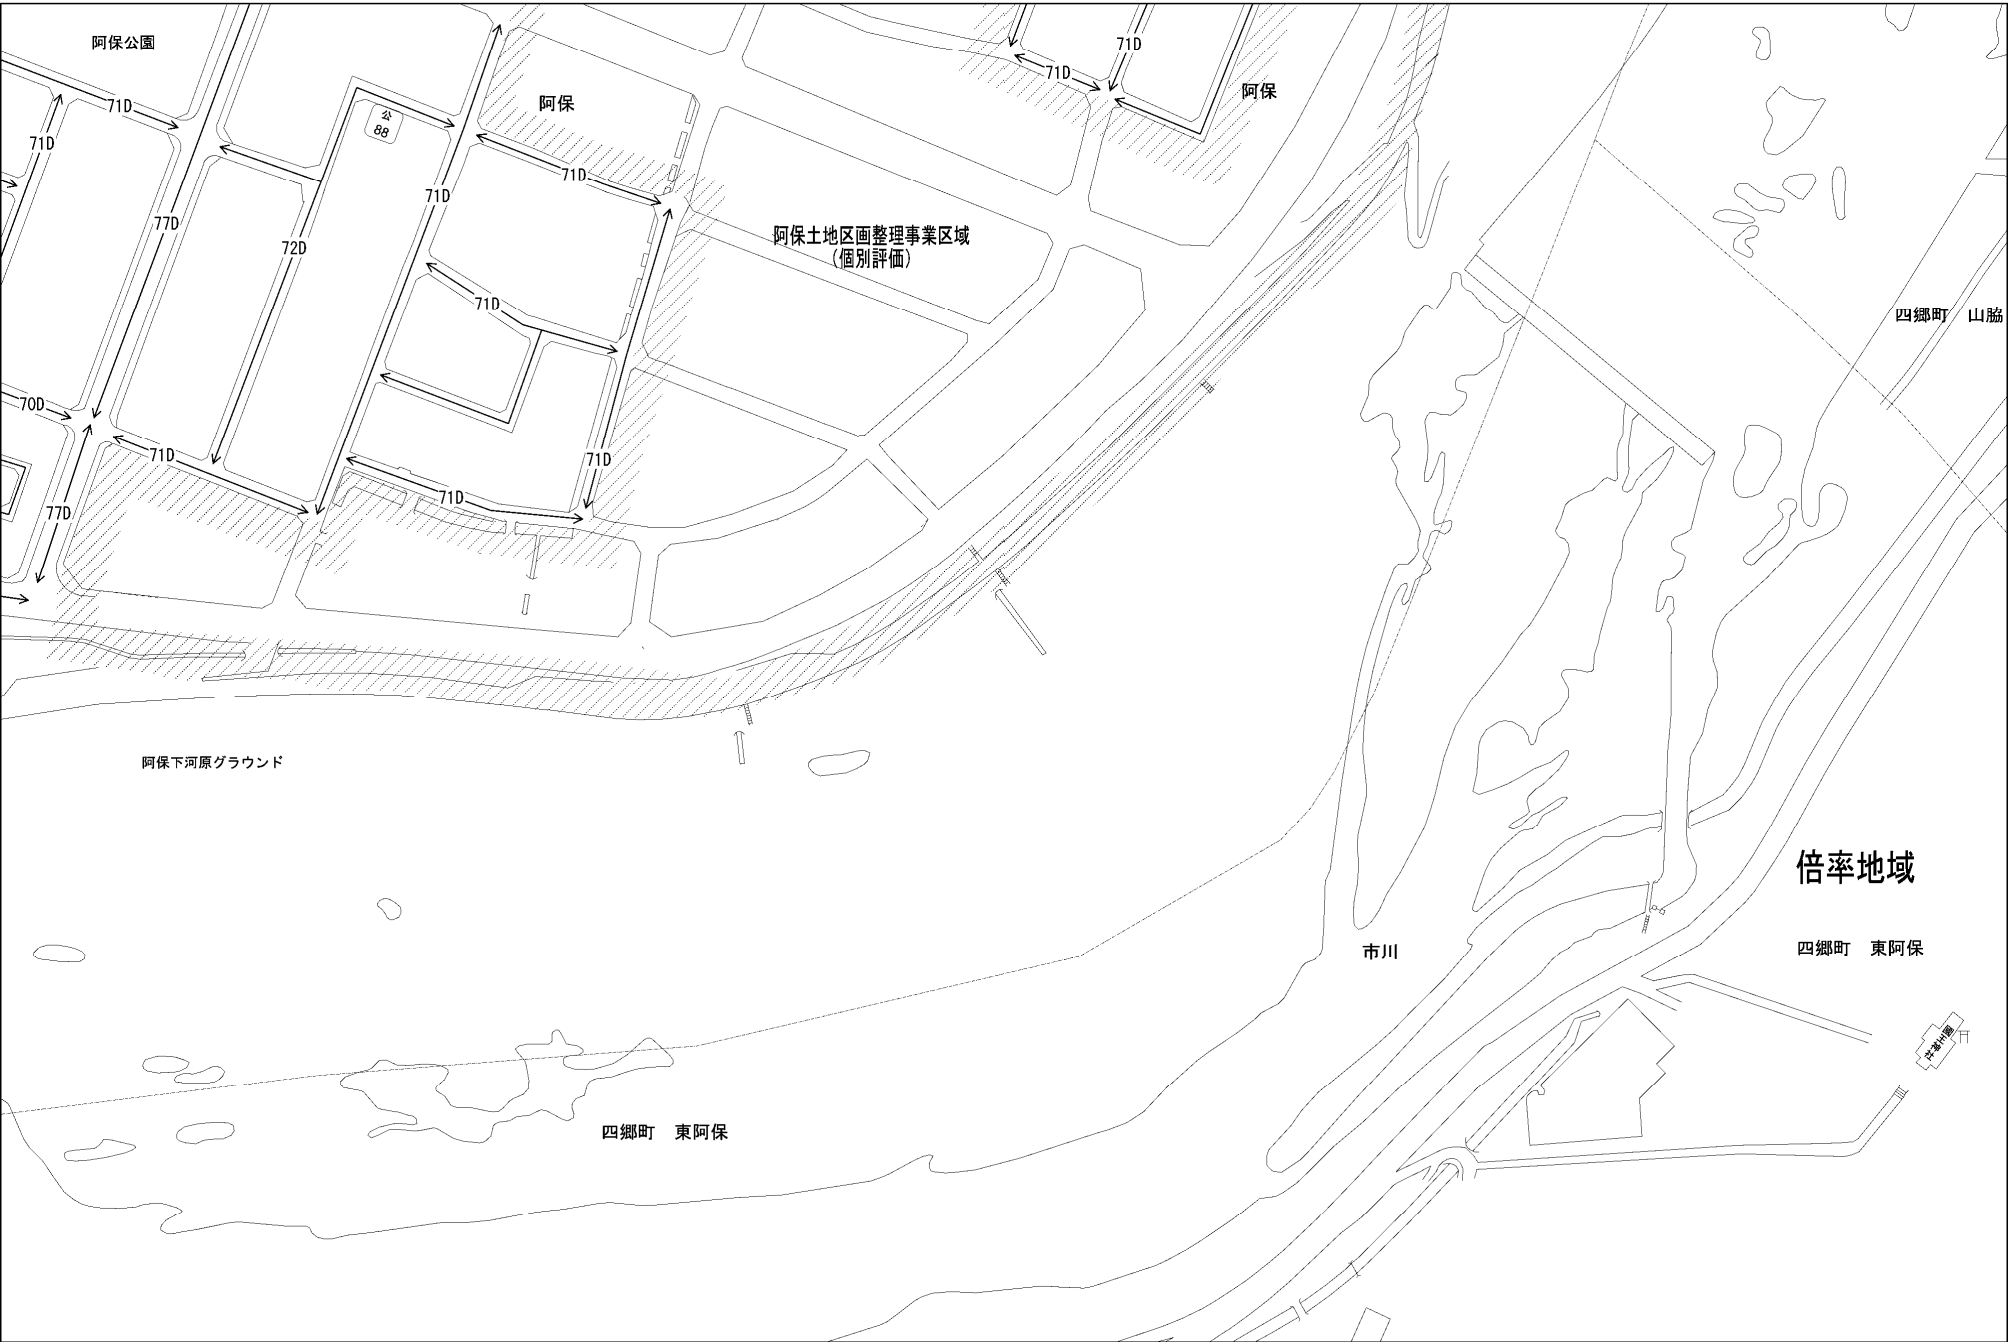 阿保公園
71D
71D
公
88
77D
72D
71D
70D
71D
77D
阿保
71D
71D
71D
71D
71D
71D
阿保
阿保土地区画整理事業区域
(個別評価)
四郷町 山脇
阿保下河原グラウンド
倍率地域
市川
四郷町 東阿保
四郷町 東阿保